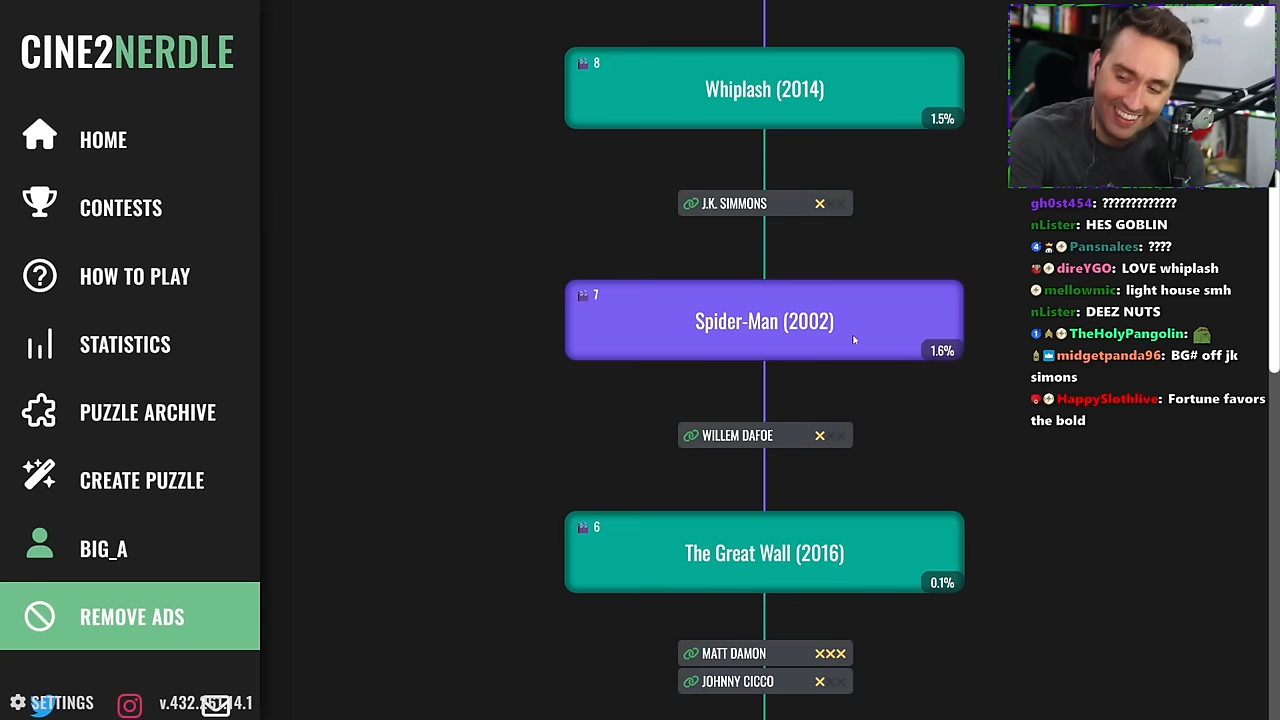 CINE2NERDLE
HOME
CONTESTS
HOW TO PLAY
STATISTICS
PUZZLE ARCHIVE
CREATE PUZZLE
BIG_A
REMOVE ADS
SETTINGS
8
Whiplash (2014)
1.5%
J.K. SIMMONS
7
Spider-Man (2002)
1.6%
WILLEM DAFOE
6
The Great Wall (2016)
0.1%
MATT DAMON
JOHNNY CICCO
gh0st454: ?????????????
nLister: HES GOBLIN
Pansnakes: ????
direYGO: LOVE whiplash
mellowmic: light house smh
nLister: DEEZ NUTS
TheHolyPangolin:
midgetpanda96: BG# off jk
simons
HappySlothlive: Fortune favors
the bold